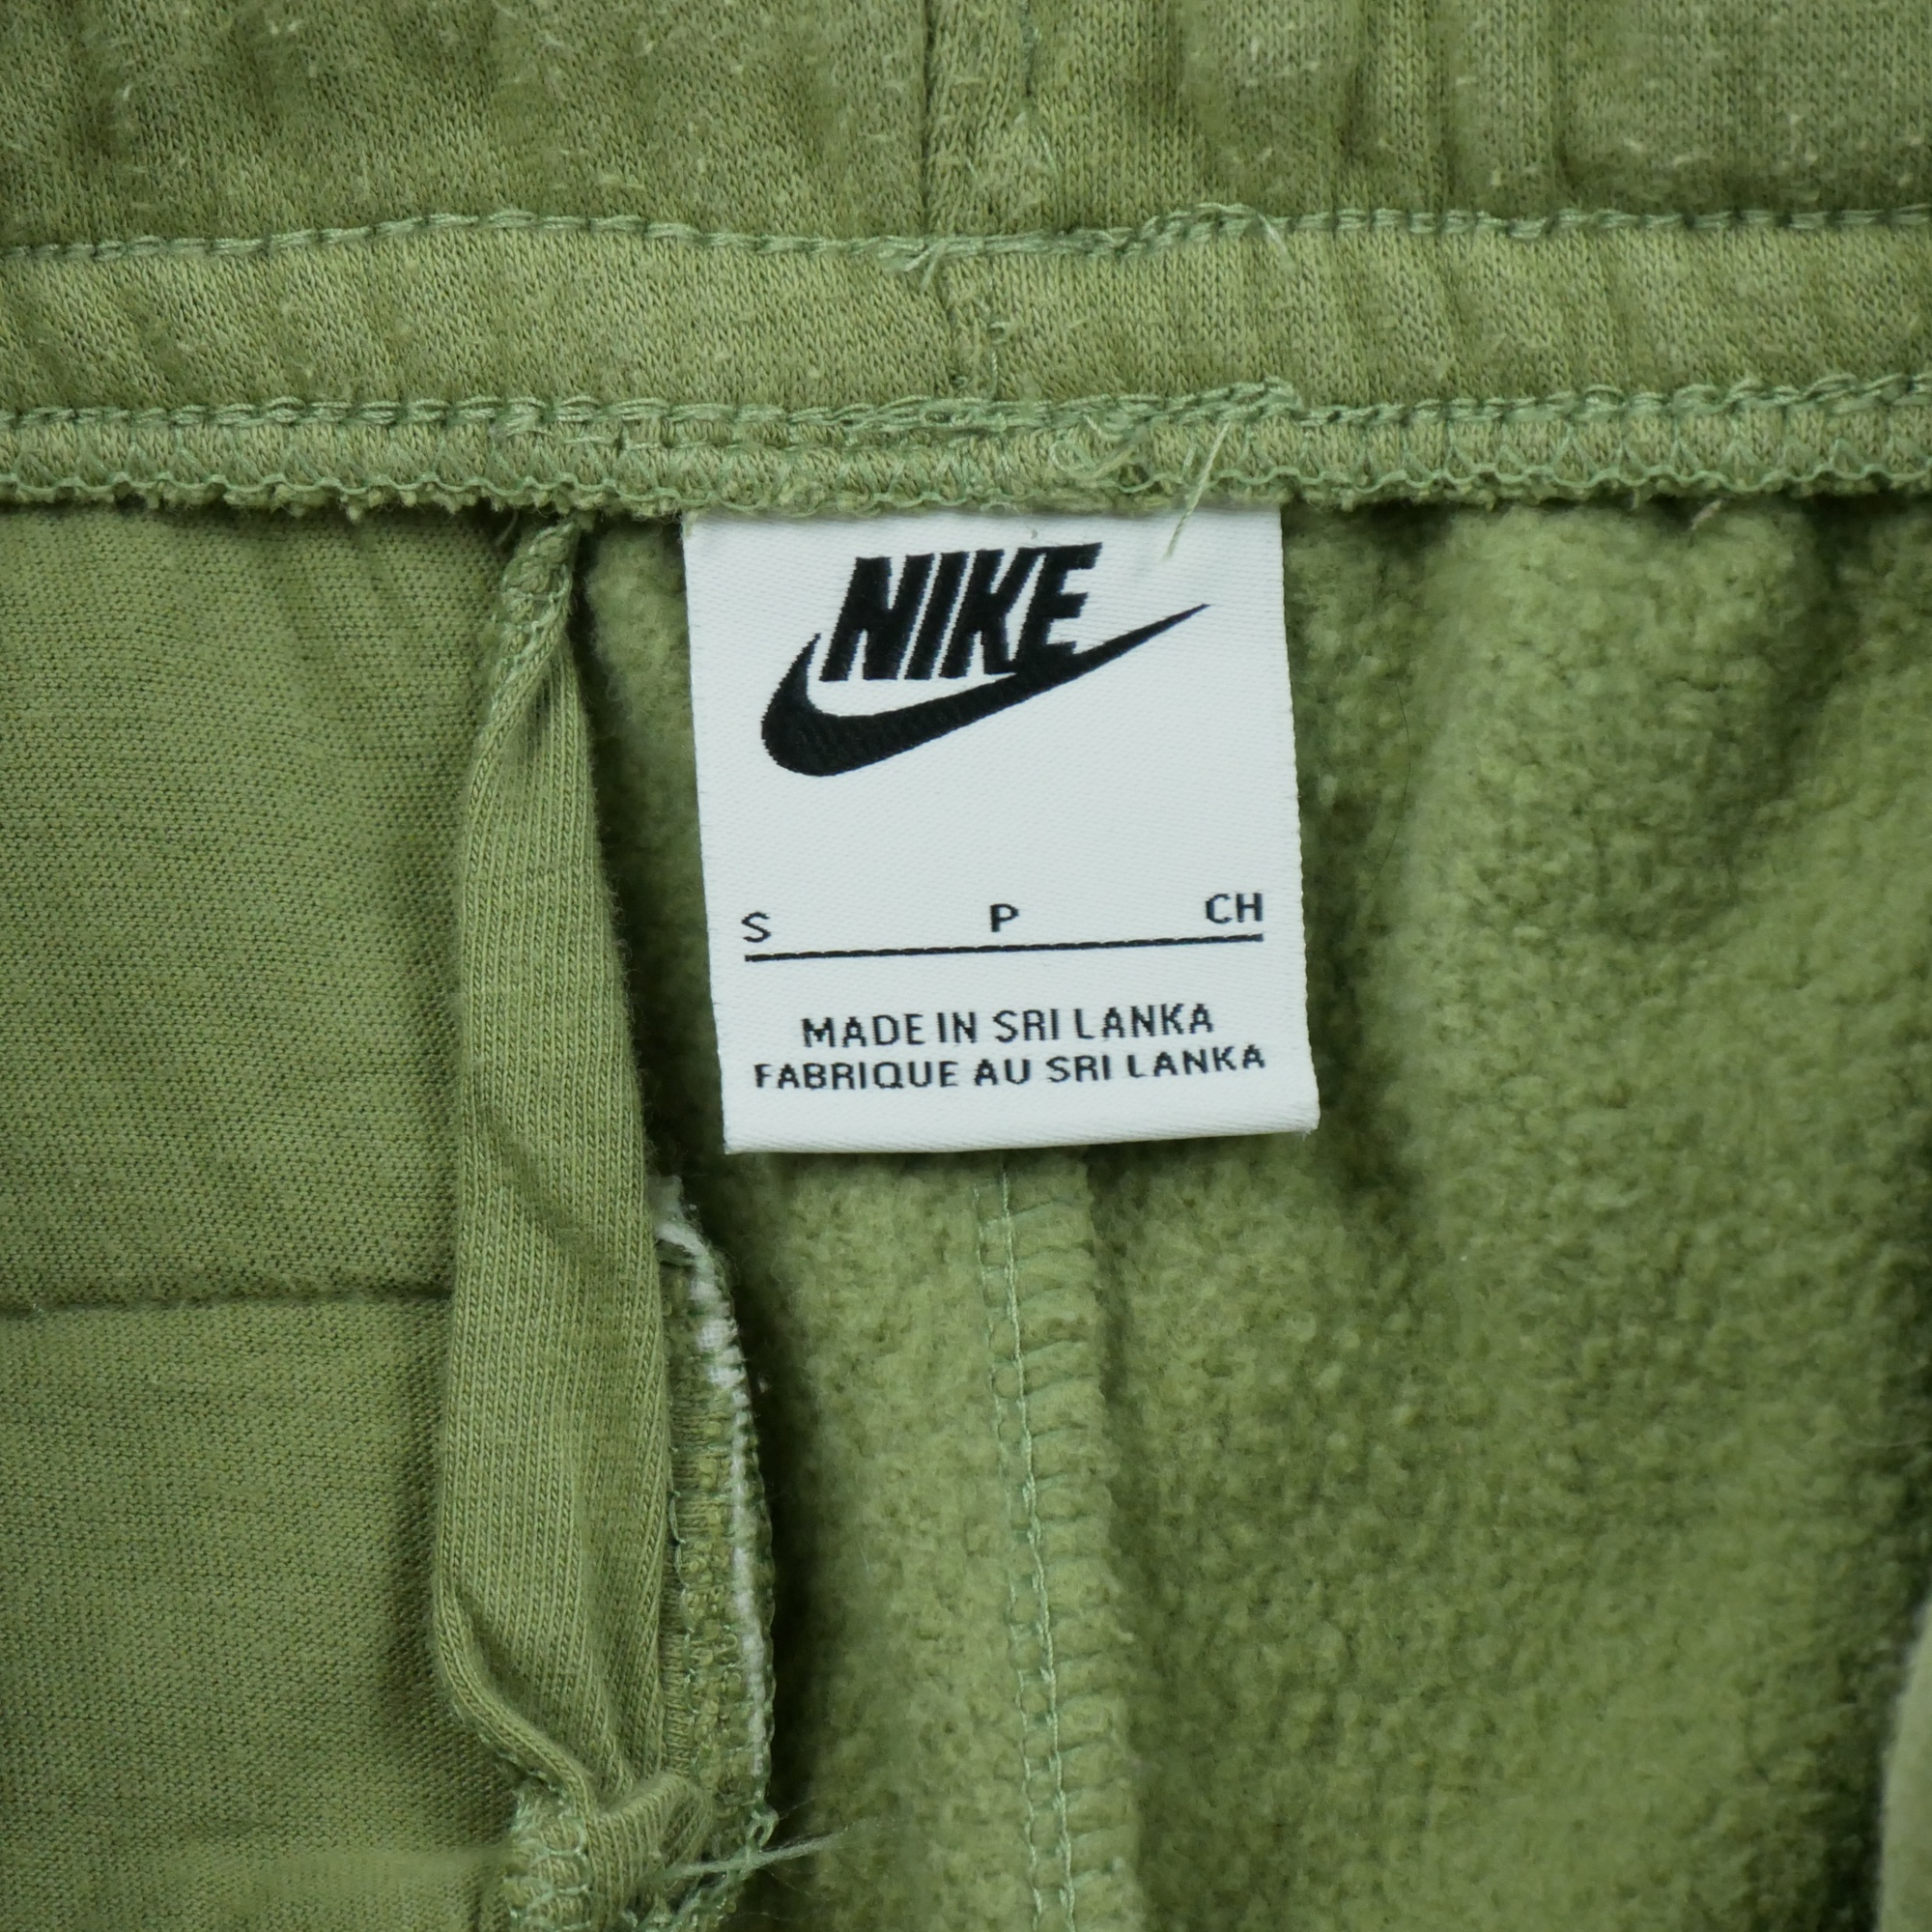 NIKE
S P CH
MADE IN SRI LANKA
FABRIQUE AU SRI LANKA